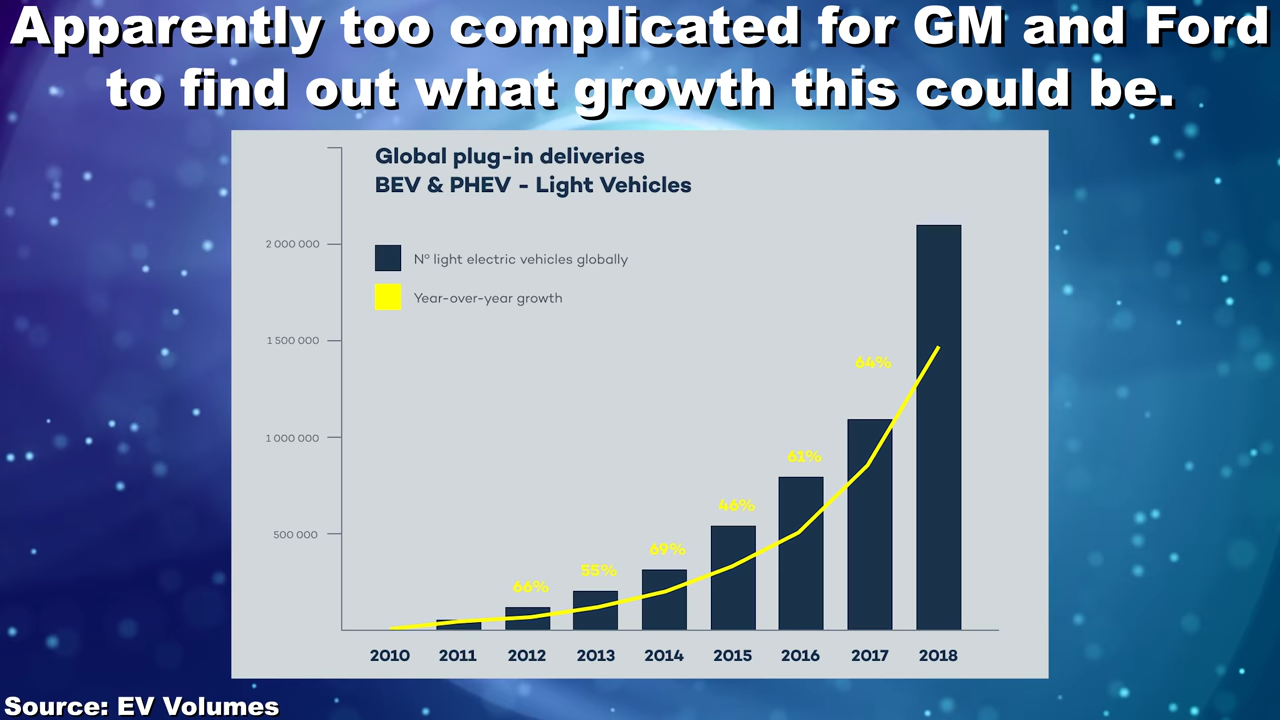 Apparently too complicated for GM and Ford
to find out what growth this could be.
Global plug-in deliveries
BEV & PHEV - Light Vehicles
2 000 000
Nº light electric vehicles globally
Year-over-year growth
1 500 000
64%
1 000 000
61%
46%
500 000
69%
55%
66%
2010 2011 2012 2013 2014 2015 2016 2017 2018
Source: EV Volumes